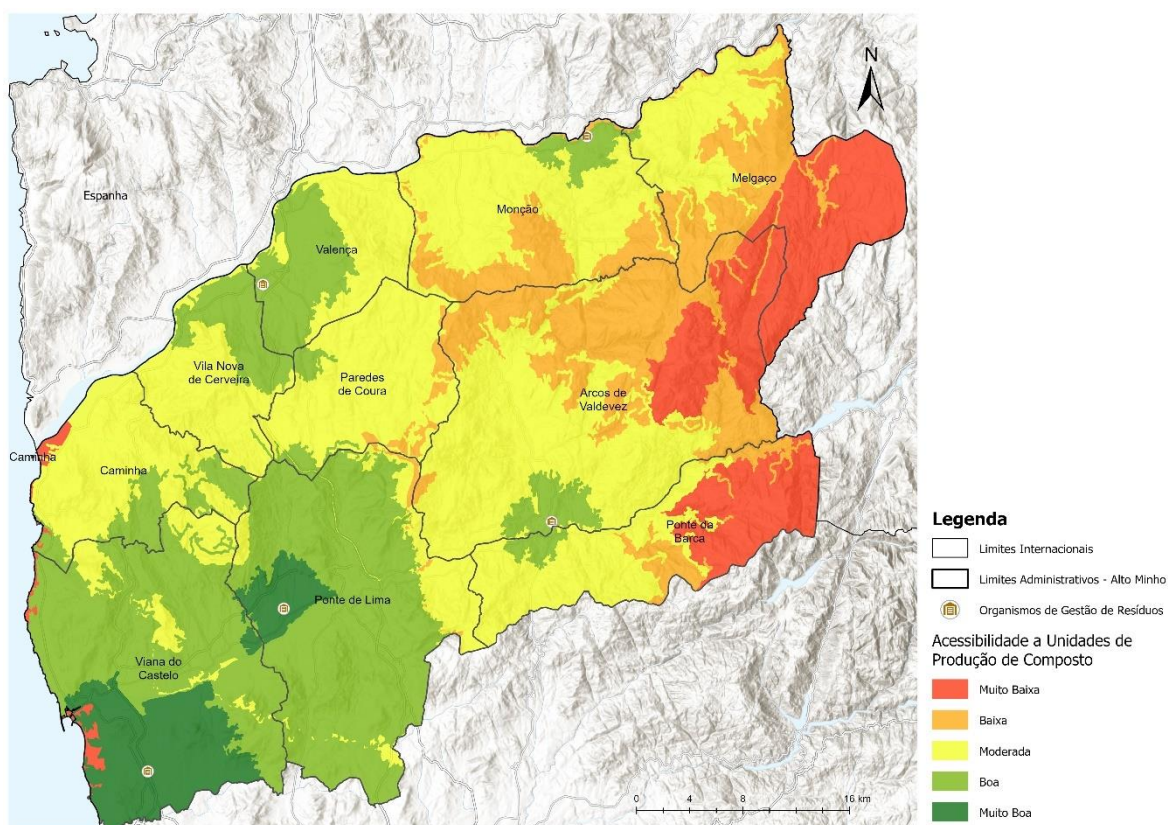 N
Espanha
Melgaço
Monção
Valença
Vila Nova
de Cerveira
Paredes
de Coura
Arcos de
Valdevez
Caminha
Caminha
Ponte da
Barca
Ponte de Lima
Viana do
Castelo
0 4 8 16 km
Legenda
Limites Internacionais
Limites Administrativos - Alto Minho
Organismos de Gestão de Resíduos
Acessibilidade a Unidades de
Produção de Composto
Muito Baixa
Baixa
Moderada
Boa
Muito Boa